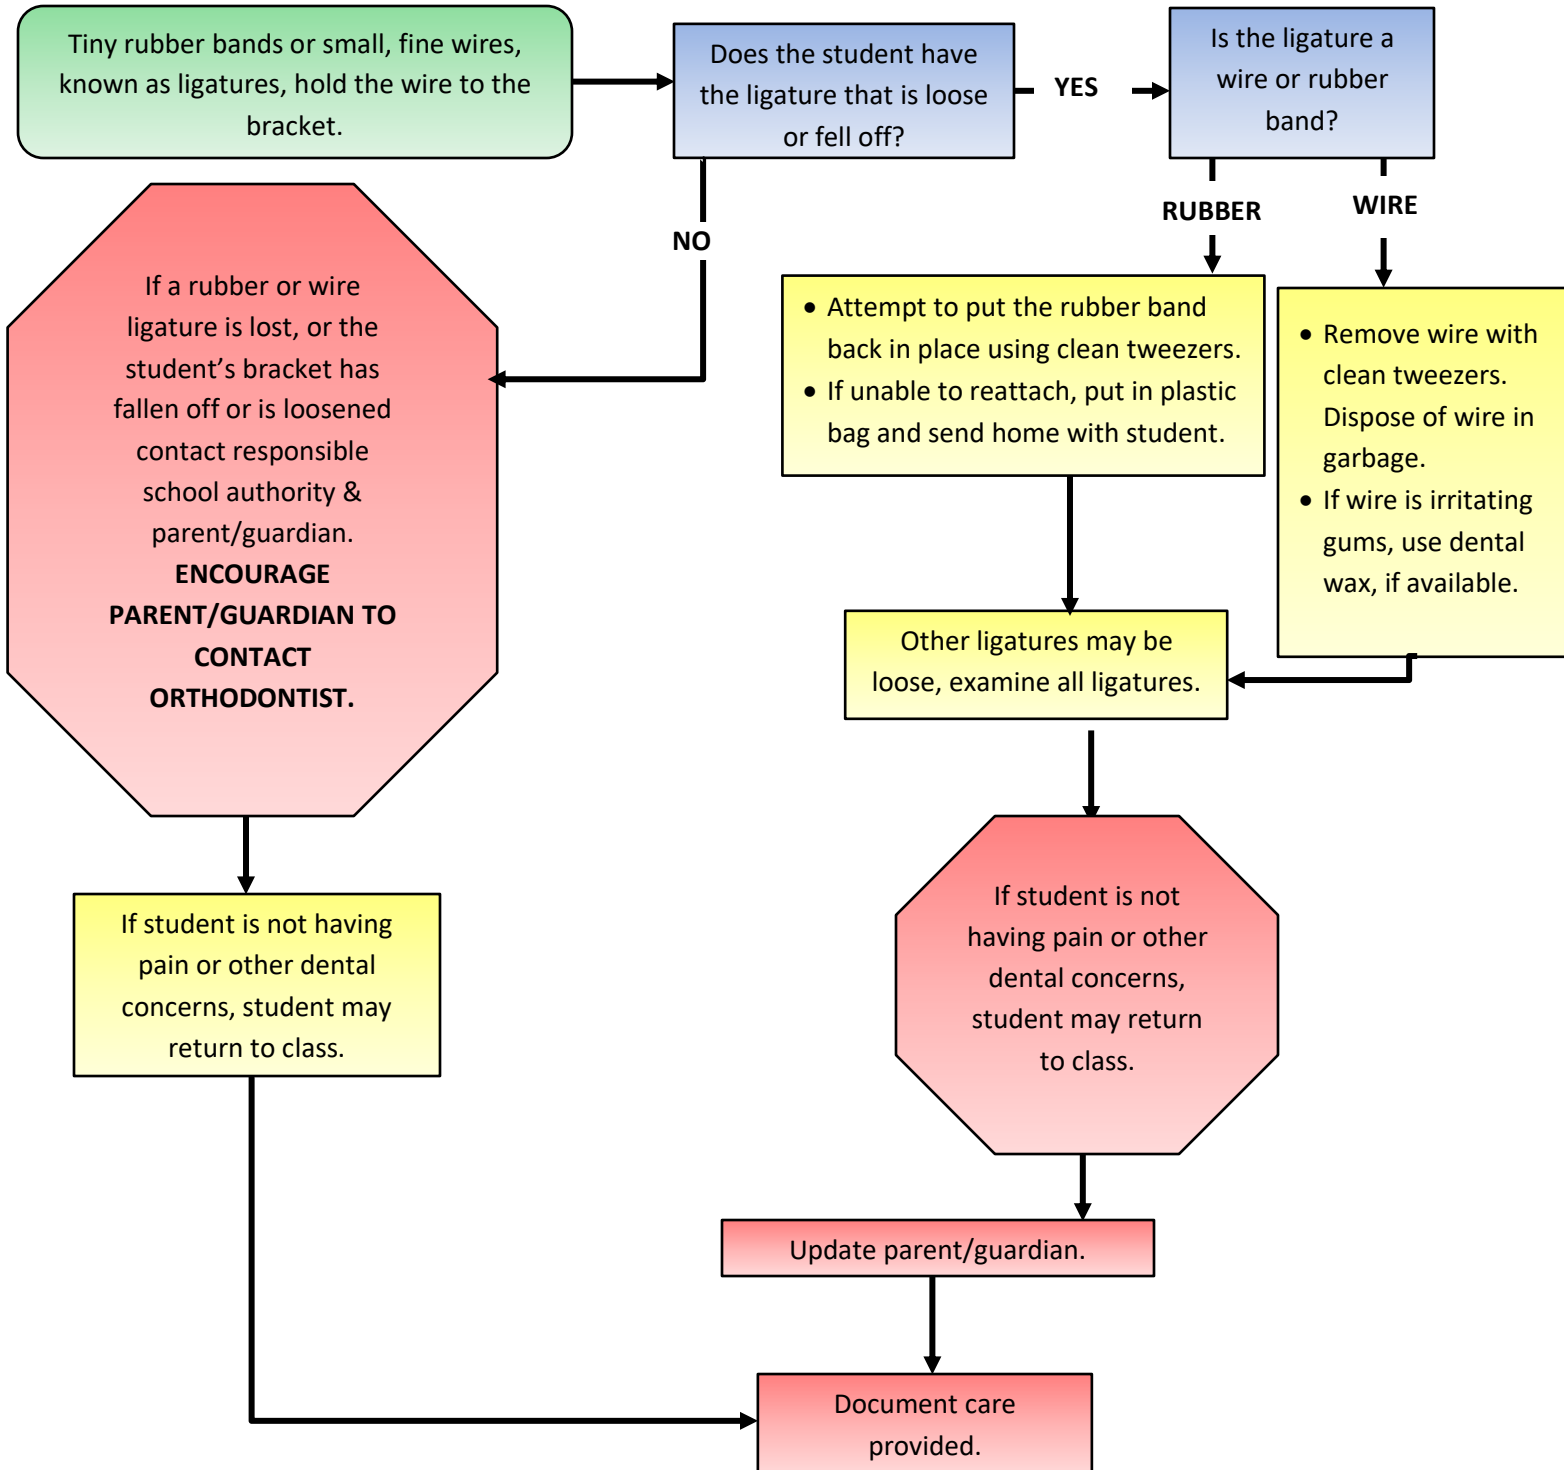 Tiny rubber bands or small, fine wires,
known as ligatures, hold the wire to the
bracket.
Does the student have
the ligature that is loose
or fell off?
YES
Is the ligature a
wire or rubber
band?
NO
RUBBER
WIRE
If a rubber or wire
ligature is lost, or the
student’s bracket has
fallen off or is loosened
contact responsible
school authority &
parent/guardian.
ENCOURAGE
PARENT/GUARDIAN TO
CONTACT
ORTHODONTIST.
• Attempt to put the rubber band
back in place using clean tweezers.
• If unable to reattach, put in plastic
bag and send home with student.
• Remove wire with
clean tweezers.
Dispose of wire in
garbage.
• If wire is irritating
gums, use dental
wax, if available.
Other ligatures may be
loose, examine all ligatures.
If student is not having
pain or other dental
concerns, student may
return to class.
If student is not
having pain or other
dental concerns,
student may return
to class.
Update parent/guardian.
Document care
provided.